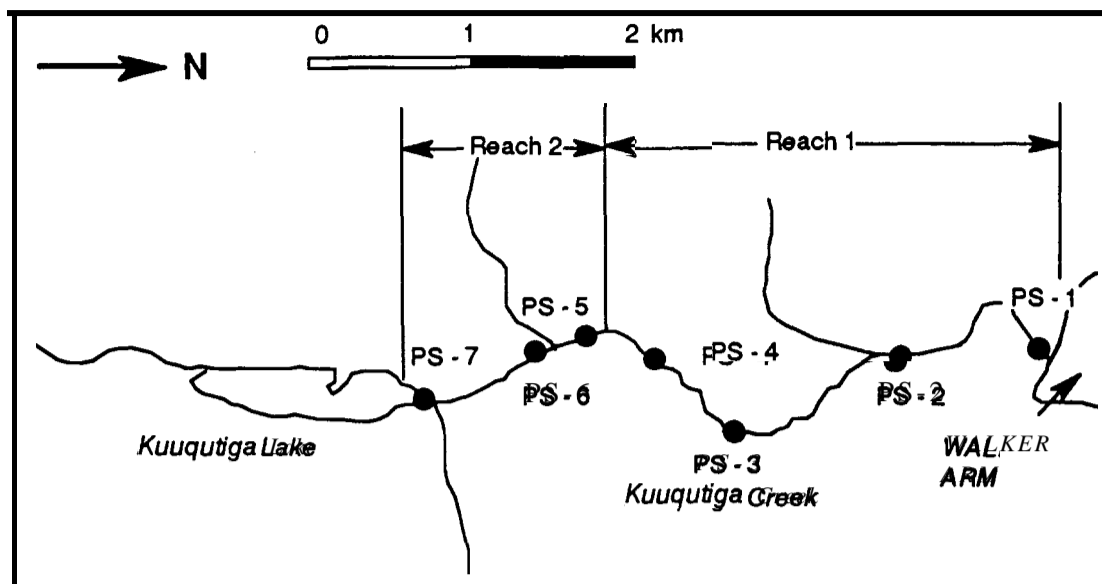 0 1 2 km
N
Reach 2 Reach 1
PS - 1
PS - 5
PS - 7
PS - 4
PS - 6
PS - 2
Kuuqutiga Lake
PS - 3
Kuuqutiga Creek
WALKER
ARM